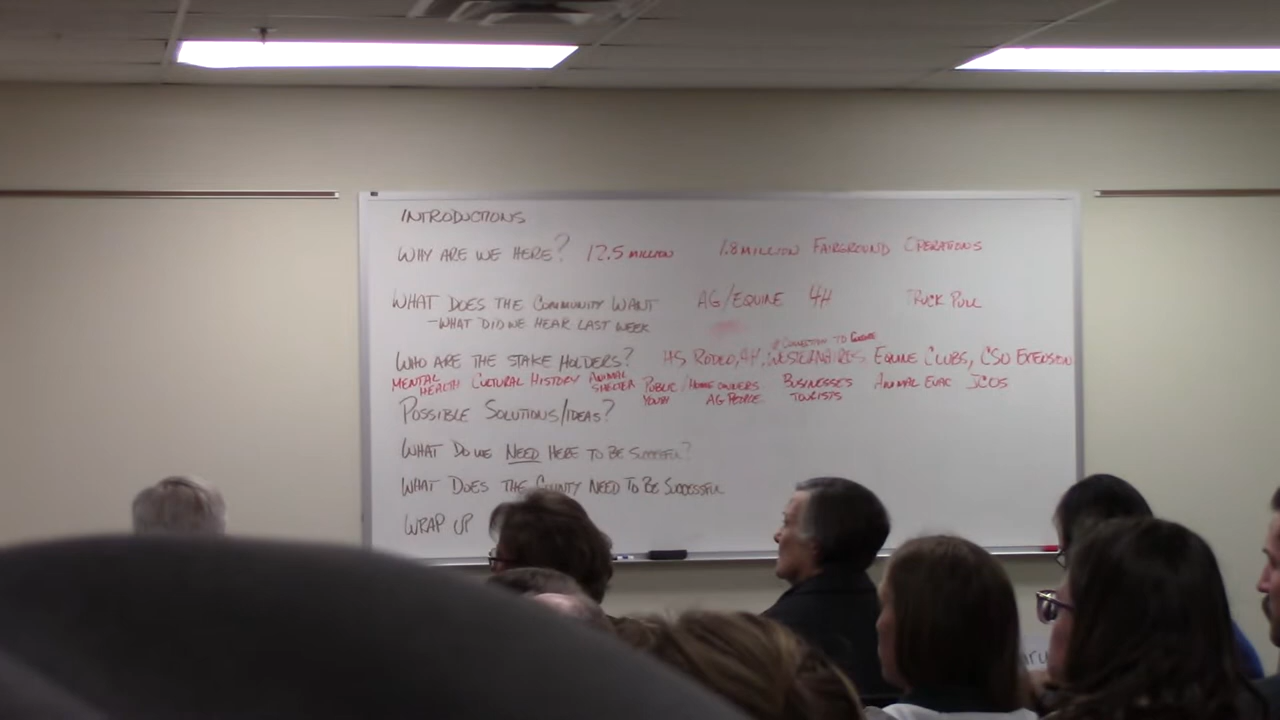 INTRODUCTIONS
WHY ARE WE HERE? 12.5 MILLION 1.8 MILLION FAIRGROUND OPERATIONS
WHAT DOES THE COMMUNITY WANT AG/EQUINE 4H TRUCK PULL
-WHAT DID WE HEAR LAST WEEK
CONNECTION TO
WHO ARE THE STAKE HOLDERS? HS RODEO, 4H, WESTERNAIRES, EQUINE CLUBS, CSU EXTENSION
MENTAL HEALTH CULTURAL HISTORY ANIMAL SHELTER PUBLIC/HOMEOWNERS BUSINESSES ANIMAL EVAC JCOS
YOUTH AG PEOPLE TOURISTS
POSSIBLE SOLUTIONS/IDEAS?
WHAT DO WE NEED HERE TO BE SUCCESSFUL?
WHAT DOES THE COUNTY NEED TO BE SUCCESSFUL
WRAP UP